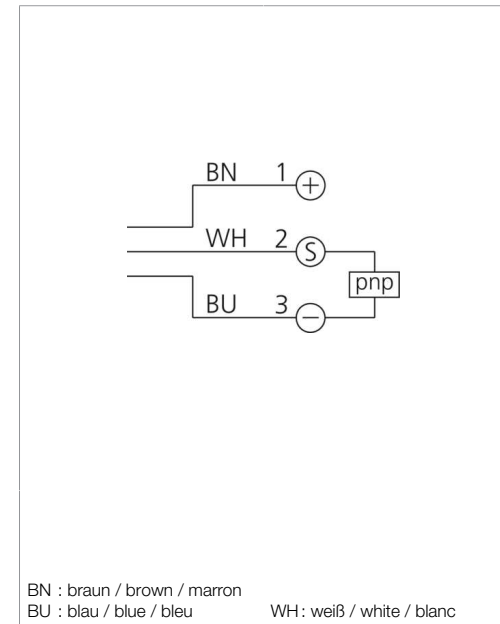 BN 1 +
WH 2 S
pnp
BU 3 −
BN : braun / brown / marron
BU : blau / blue / bleu WH : weiß / white / blanc